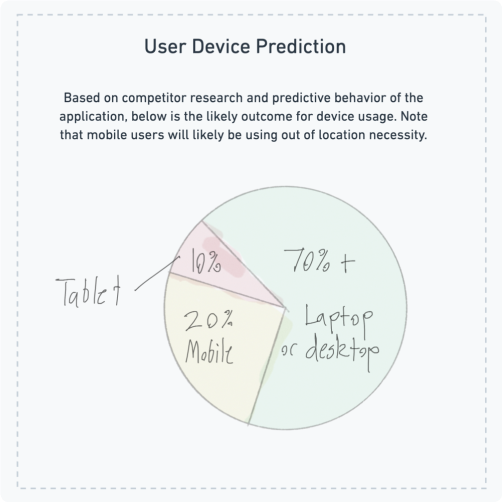 User Device Prediction
Based on competitor research and predictive behavior of the
application, below is the likely outcome for device usage. Note
that mobile users will likely be using out of location necessity.
10%
70% +
Tablet
20%
Mobile
Laptop
or desktop